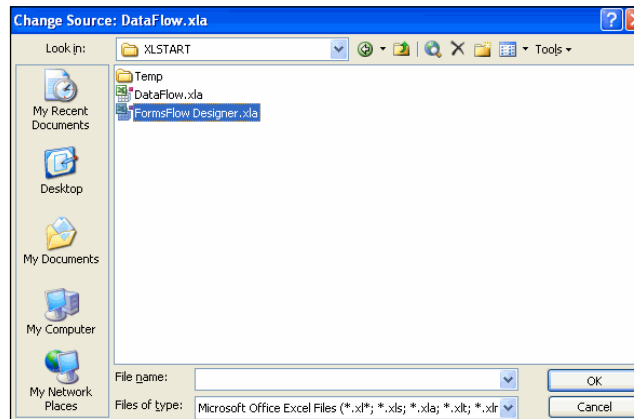 Change Source: DataFlow.xla
Look in:
XLSTART
Tools
Temp
DataFlow.xla
FormsFlow Designer.xla
My Recent
Documents
Desktop
My Documents
My Computer
My Network
Places
File name:
OK
Files of type:
Microsoft Office Excel Files (*.xl*; *.xls; *.xla; *.xlt; *.xlr
Cancel